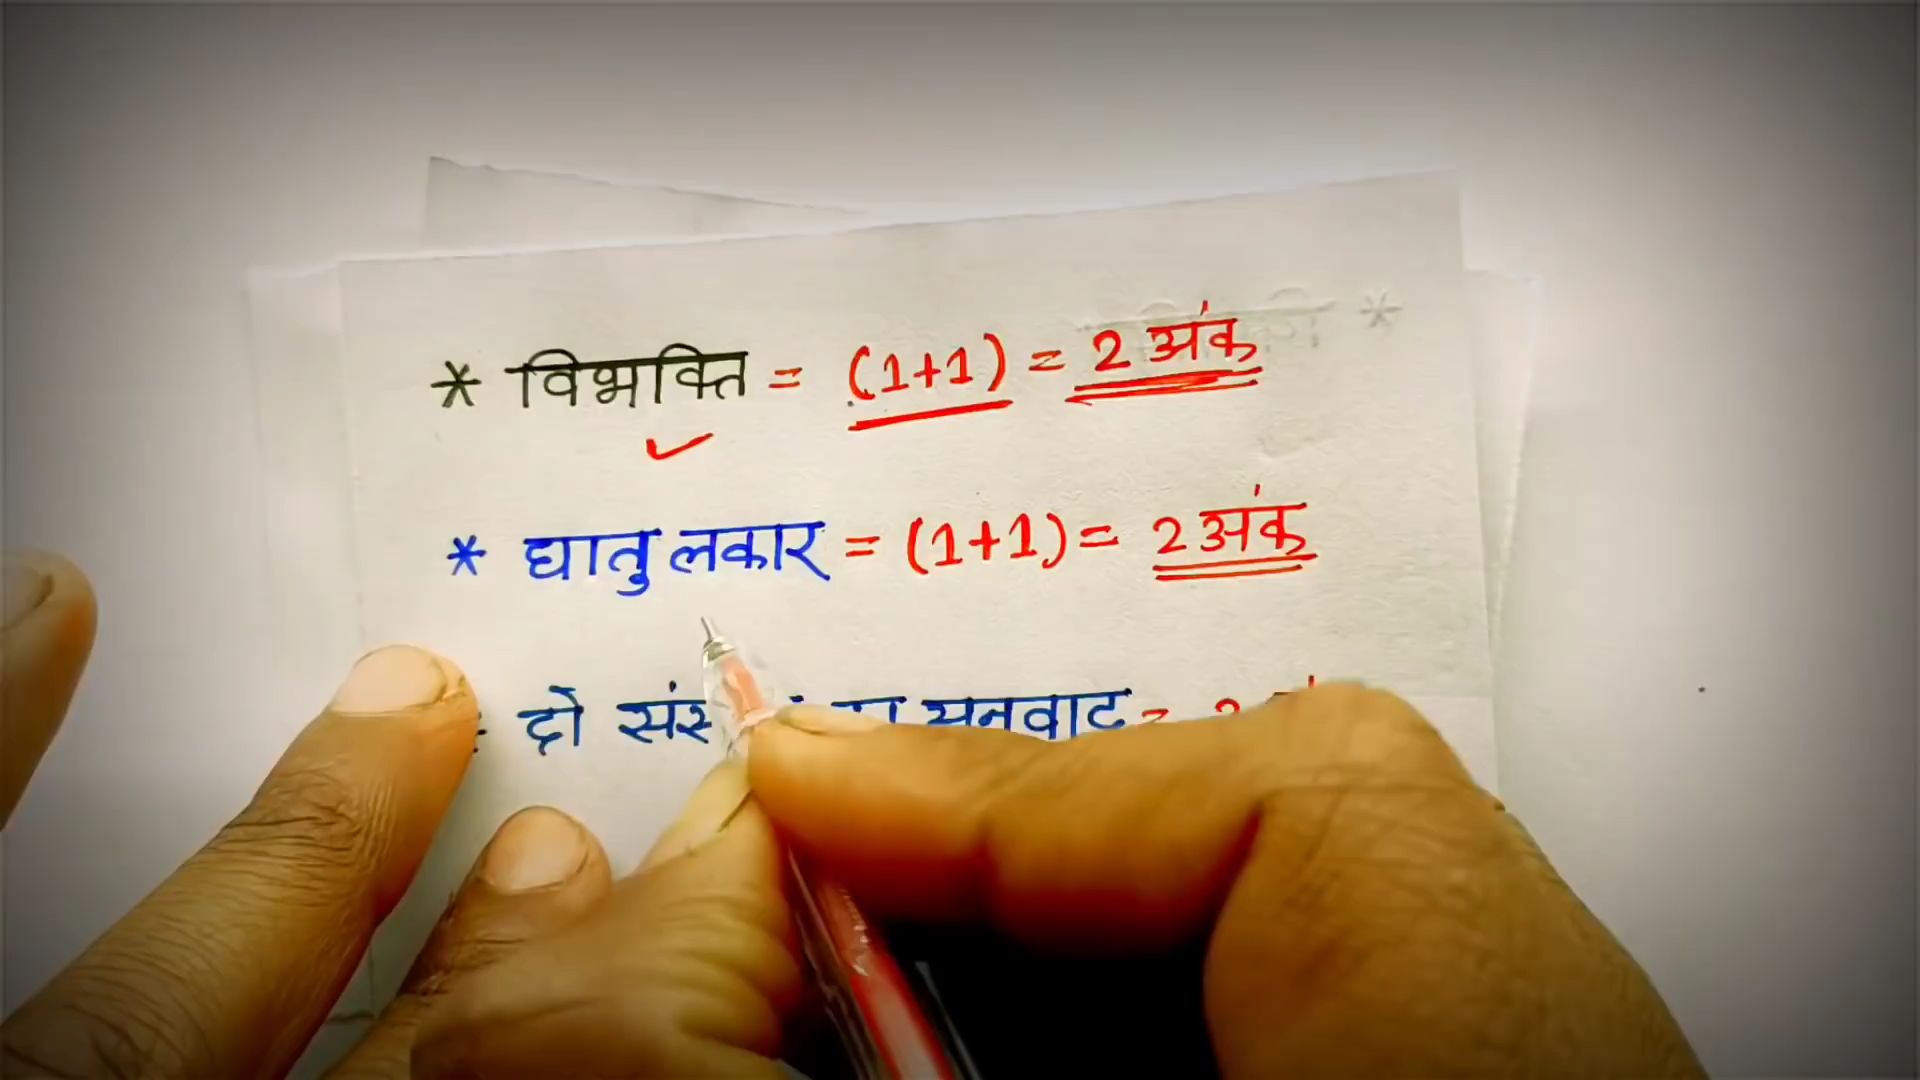 * विभक्ति = (1+1) = 2 अंक
* धातु लकार = (1+1) = 2 अंक
दो